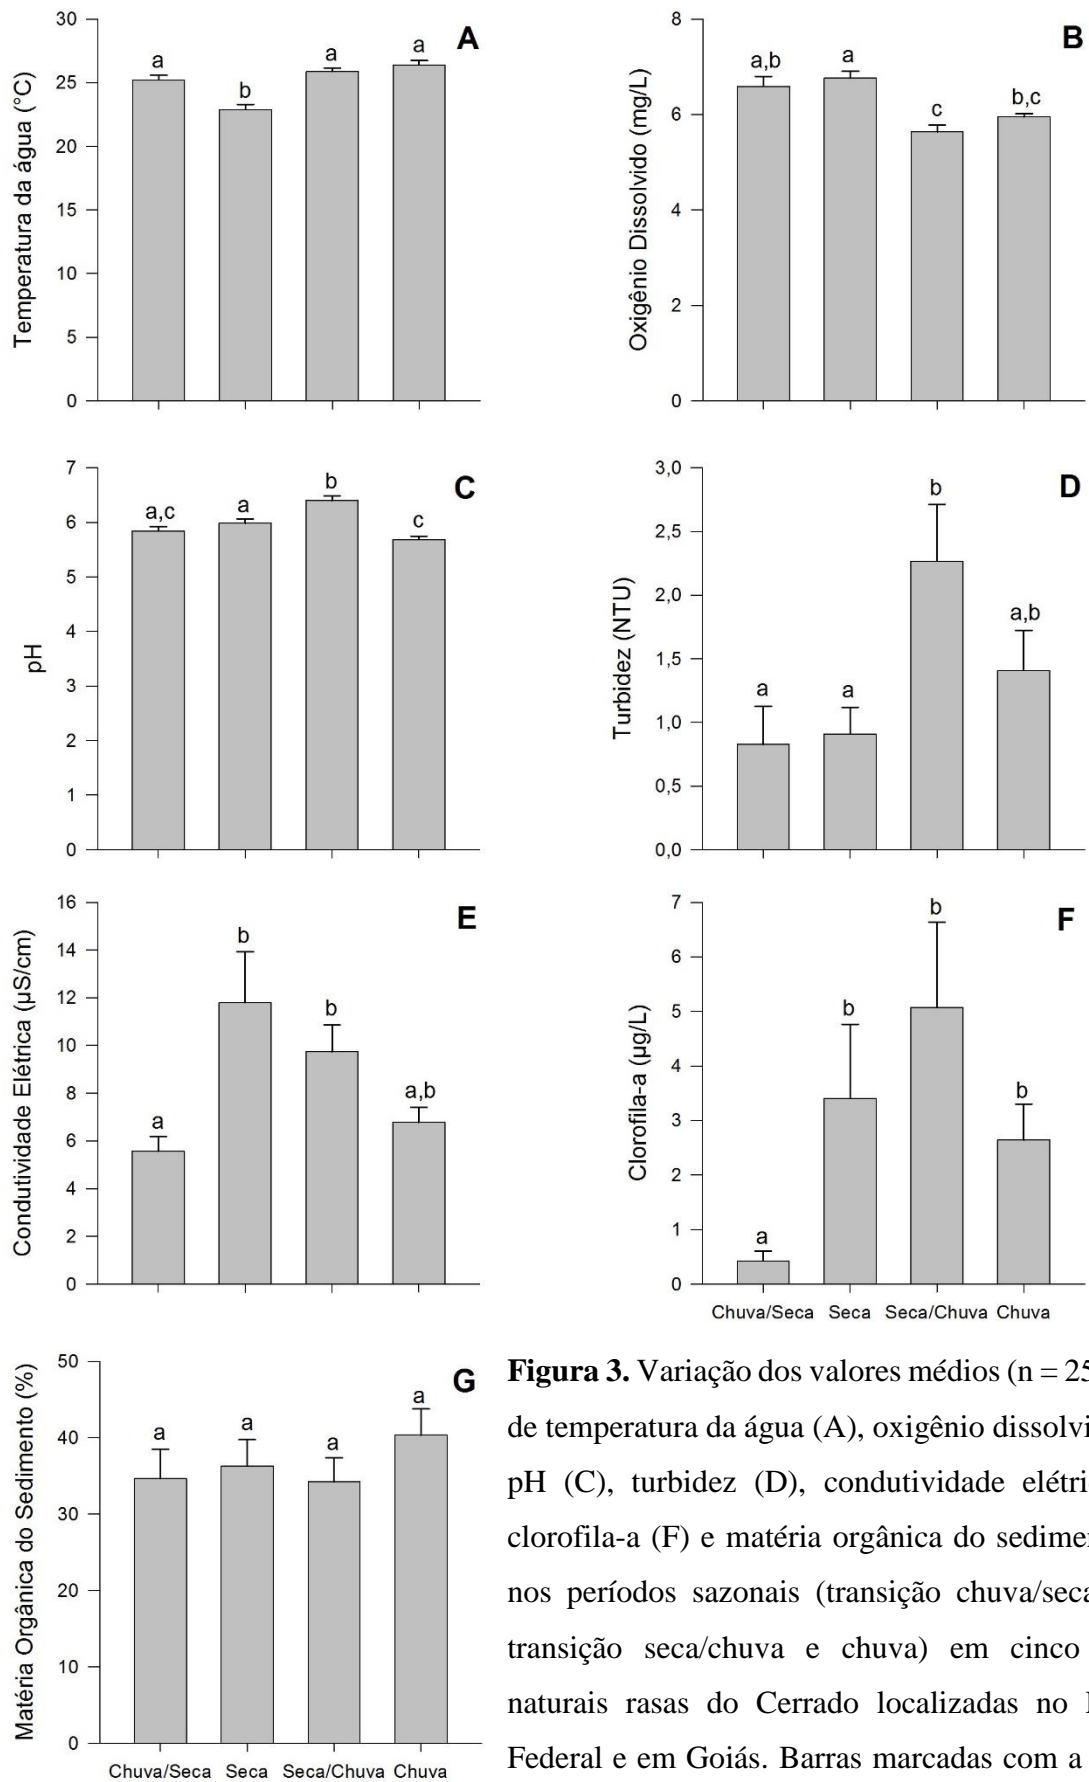 A
Temperatura da água (°C)
30
25
20
15
10
5
0
a
b
a
a
B
Oxigênio Dissolvido (mg/L)
8
6
4
2
0
a,b
a
c
b,c
C
pH
7
6
5
4
3
2
1
0
a,c
a
b
c
D
Turbidez (NTU)
3,0
2,5
2,0
1,5
1,0
0,5
0,0
a
a
b
a,b
E
Condutividade Elétrica (µS/cm)
16
14
12
10
8
6
4
2
0
a
b
b
a,b
F
Clorofila-a (µg/L)
7
6
5
4
3
2
1
0
a
b
b
b
Chuva/Seca Seca Seca/Chuva Chuva
G
Matéria Orgânica do Sedimento (%)
50
40
30
20
10
0
a
a
a
a
Chuva/Seca Seca Seca/Chuva Chuva
Figura 3. Variação dos valores médios (n = 25
de temperatura da água (A), oxigênio dissolvi
pH (C), turbidez (D), condutividade elétri
clorofila-a (F) e matéria orgânica do sedime
nos períodos sazonais (transição chuva/seca
transição seca/chuva e chuva) em cinco
naturais rasas do Cerrado localizadas no
Federal e em Goiás. Barras marcadas com a